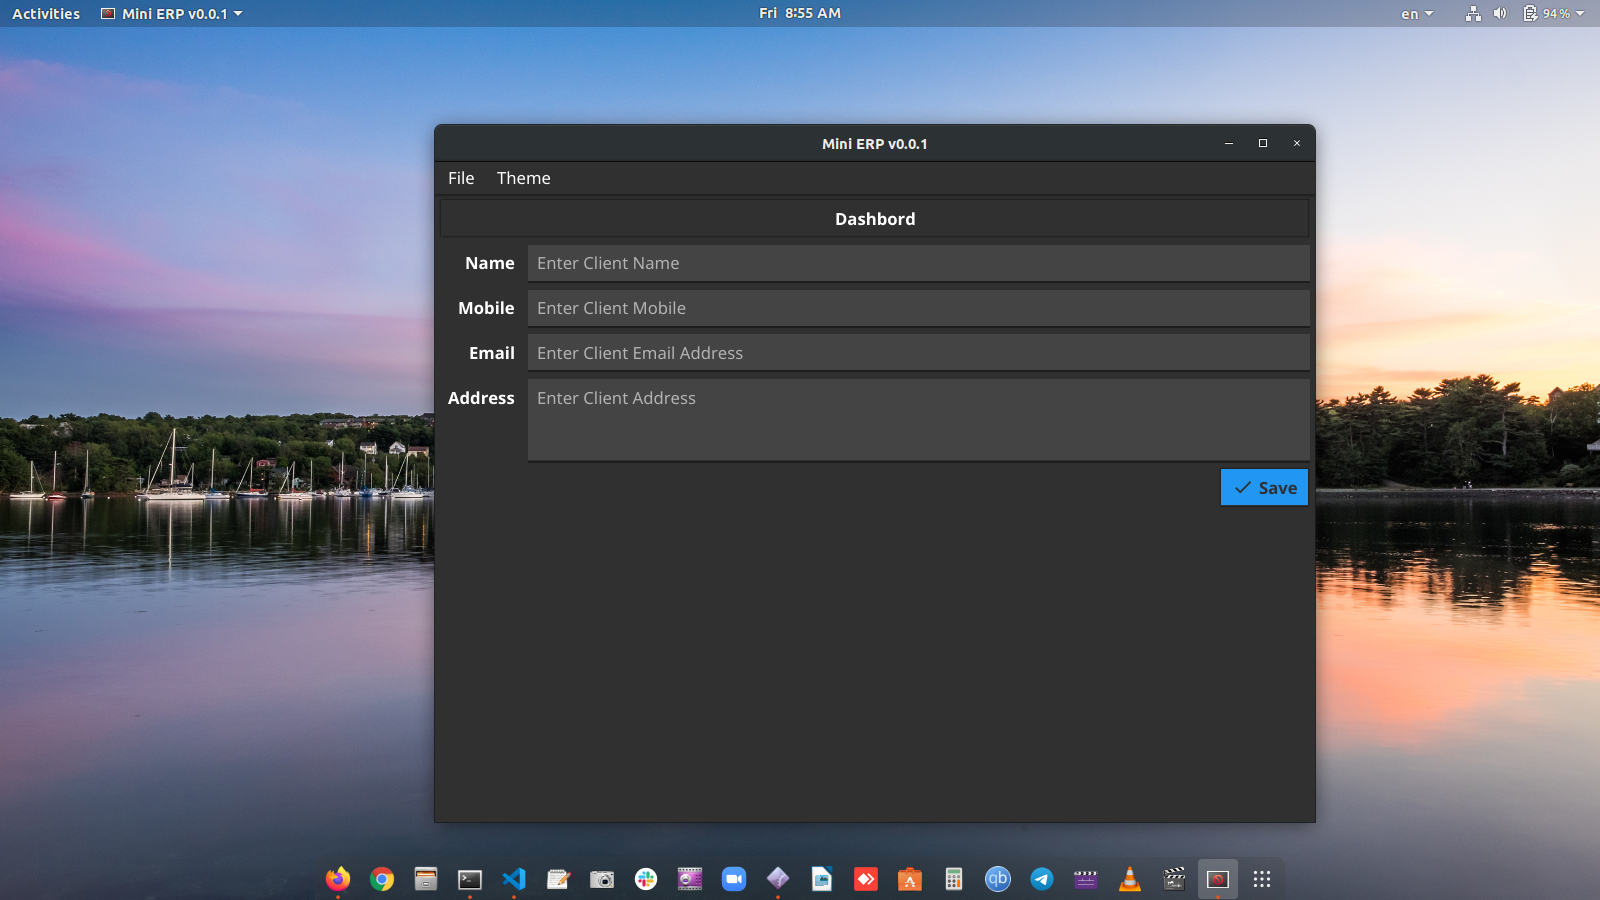 Activities Mini ERP v0.0.1 Fri 8:55 AM en 94%
Mini ERP v0.0.1
File Theme
Dashbord
Name Enter Client Name
Mobile Enter Client Mobile
Email Enter Client Email Address
Address Enter Client Address
Save
qb